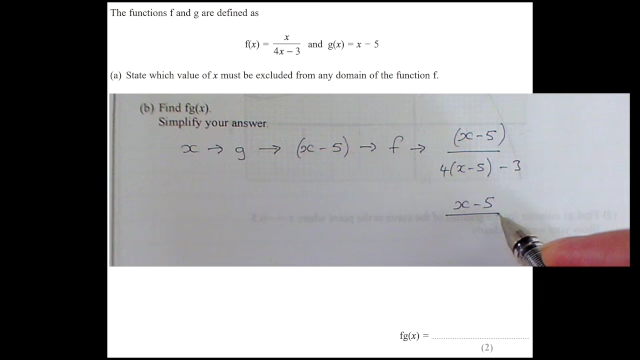 The functions f and g are defined as
f(x) = x / (4x − 3) and g(x) = x − 5
(a) State which value of x must be excluded from any domain of the function f.
(b) Find fg(x).
Simplify your answer.
x → g → (x − 5) → f → (x − 5) / (4(x − 5) − 3)
x − 5
fg(x) = ........................................
(2)